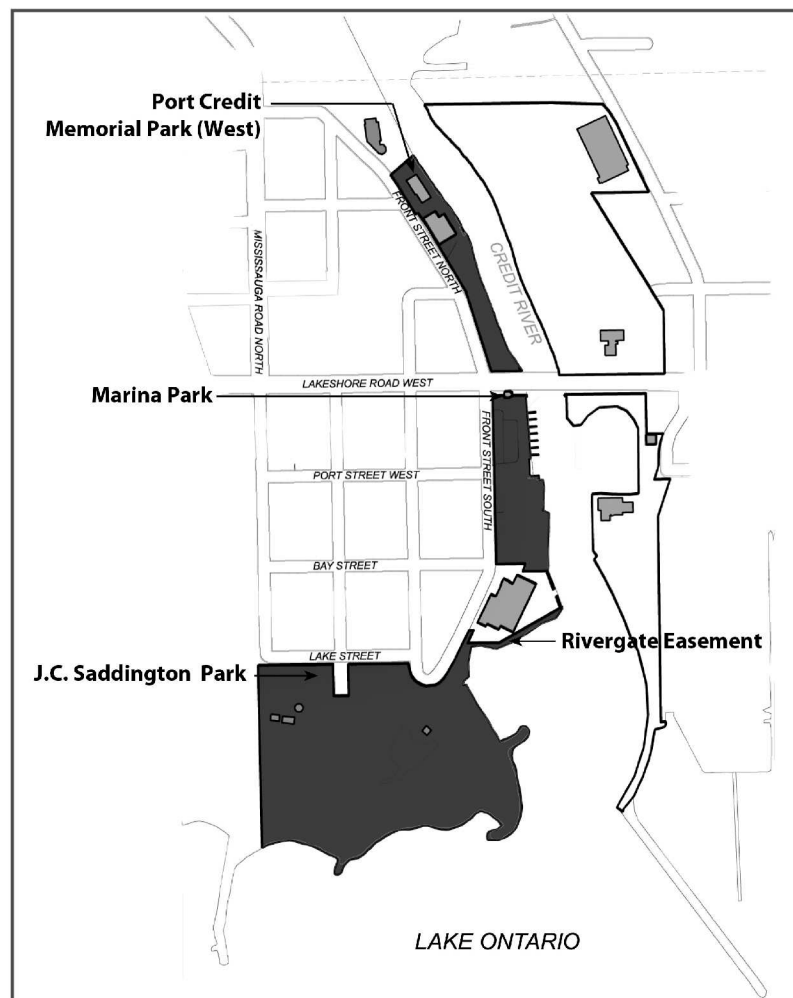 Port Credit
Memorial Park (West)
FRONT STREET NORTH
MISSISSAUGA ROAD NORTH
CREDIT RIVER
LAKESHORE ROAD WEST
Marina Park
FRONT STREET SOUTH
PORT STREET WEST
BAY STREET
Rivergate Easement
LAKE STREET
J.C. Saddington Park
LAKE ONTARIO